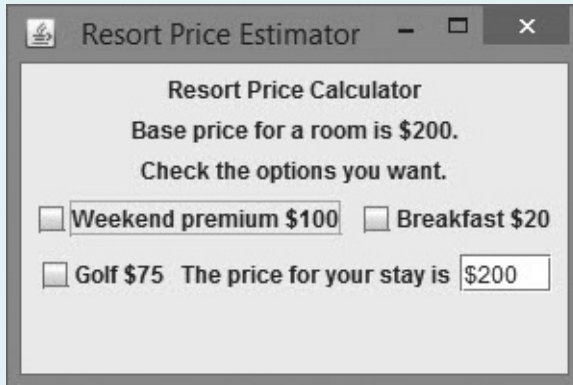 Resort Price Estimator
Resort Price Calculator
Base price for a room is $200.
Check the options you want.
Weekend premium $100 Breakfast $20
Golf $75 The price for your stay is $200